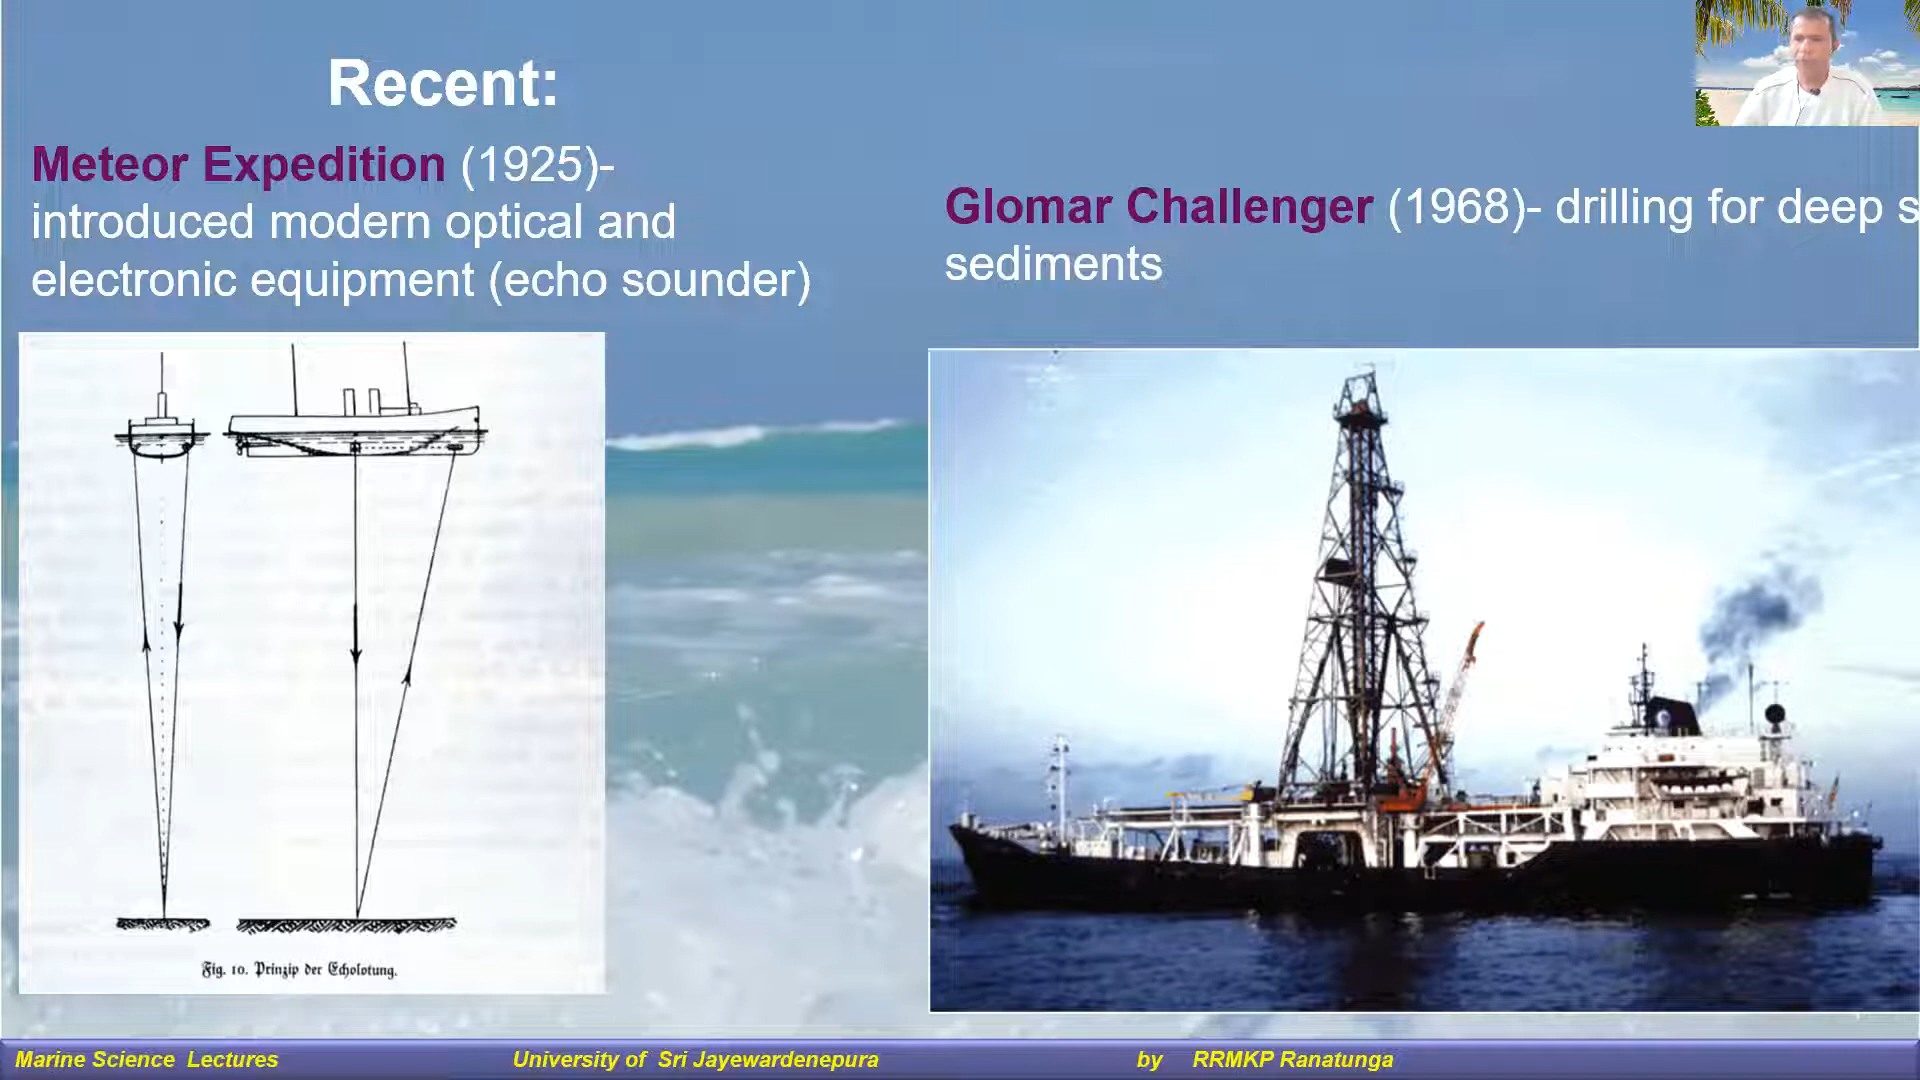 Recent:
Meteor Expedition (1925)-
introduced modern optical and
electronic equipment (echo sounder)
Glomar Challenger (1968)- drilling for deep s
sediments
Fig. 10. Prinzip der Echolotung.
Marine Science Lectures University of Sri Jayewardenepura by RRMKP Ranatunga